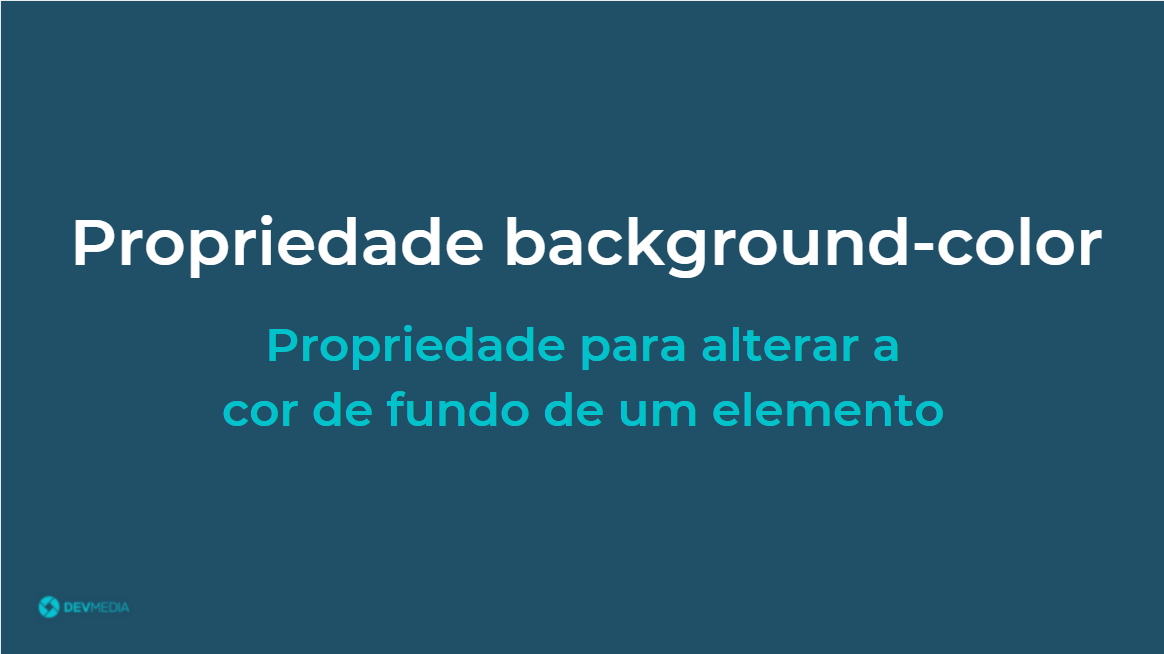 Propriedade background-color
Propriedade para alterar a
cor de fundo de um elemento
DEVMEDIA